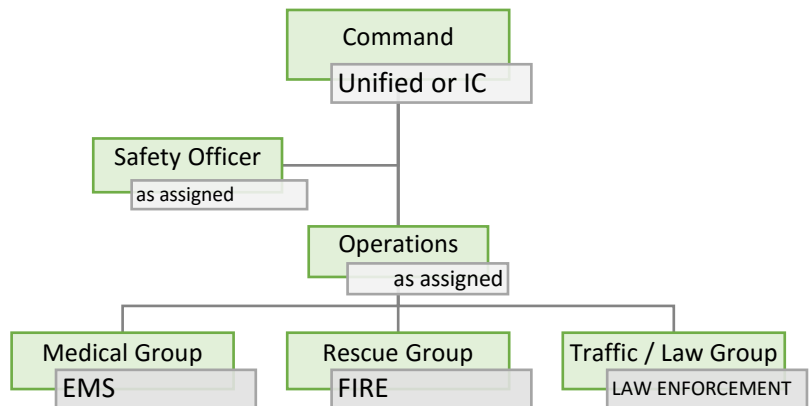 Command
Unified or IC
Safety Officer
as assigned
Operations
as assigned
Medical Group
EMS
Rescue Group
FIRE
Traffic / Law Group
LAW ENFORCEMENT